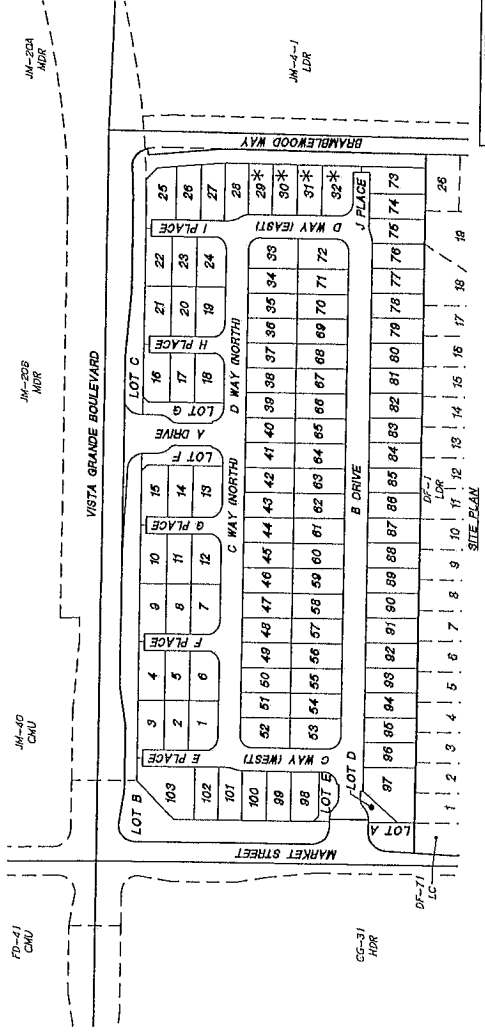 JM-20A
MDR
JM-20B
MDR
JM-40
CMU
FD-41
CMU
JM-4-1
LDR
VISTA GRANDE BOULEVARD
BRAMBLEWOOD WAY
LOT B
LOT C
25
26
27
28
29*
30*
31*
32*
I PLACE
22 23 24
21 20 19
H PLACE
16 17 18
LOT G
A DRIVE
LOT F
15 14 13
G PLACE
10 11 12
9 8 7
F PLACE
4 5 6
3 2 1
E PLACE
103
102
101
100
99
98
LOT E
D WAY (EAST)
D WAY (NORTH)
C WAY (NORTH)
C WAY (WEST)
52 51 50 49 48 47 46 45 44 43 42 41 40 39 38 37 36 35 34 33
53 54 55 56 57 58 59 60 61 62 63 64 65 66 67 68 69 70 71 72
B DRIVE
J PLACE
LOT D
LOT A
97 96 95 94 93 92 91 90 89 88 87 86 85 84 83 82 81 80 79 78 77 76 75 74 73
MARKET STREET
CG-31
HDR
DF-71
LC
DF-1
LDR
1 2 3 4 5 6 7 8 9 10 11 12 13 14 15 16 17 18 19 26
SITE PLAN